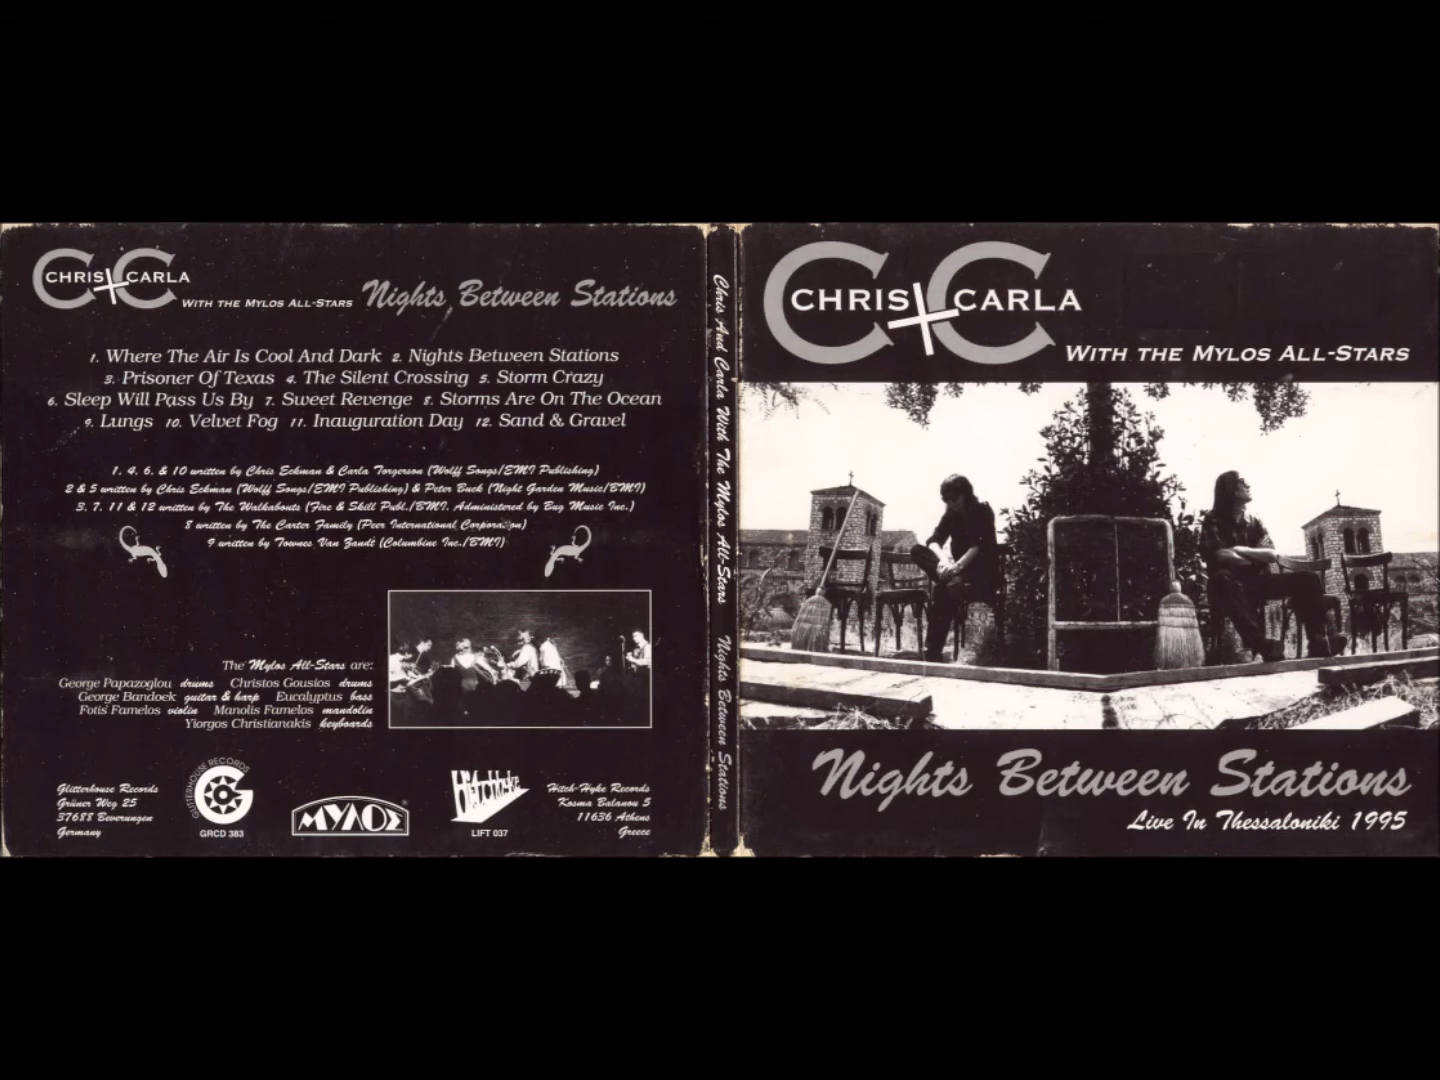 CHRIS + CARLA
WITH THE MYLOS ALL-STARS Nights Between Stations
1. Where The Air Is Cool And Dark 2. Nights Between Stations
3. Prisoner Of Texas 4. The Silent Crossing 5. Storm Crazy
6. Sleep Will Pass Us By 7. Sweet Revenge 8. Storms Are On The Ocean
9. Lungs 10. Velvet Fog 11. Inauguration Day 12. Sand & Gravel
1, 4, 6, & 10 written by Chris Eckman & Carla Torgerson (Wolff Songs/EMI Publishing)
2 & 5 written by Chris Eckman (Wolff Songs/EMI Publishing) & Peter Buck (Night Garden Music/BMI)
3, 7, 11 & 12 written by The Walkabouts (Fire & Skill Publ./BMI, Administered by Bug Music Inc.)
8 written by The Carter Family (Peer International Corporation)
9 written by Townes Van Zandt (Columbine Inc./BMI)
The Mylos All-Stars are:
George Papazoglou drums Christos Gousios drums
George Bandoek guitar & harp Eucalyptus bass
Fotis Famelos violin Manolis Famelos mandolin
Yiorgos Christianakis keyboards
Glitterhouse Records
Grüner Weg 25
37688 Beverungen
Germany
GLITTERHOUSE RECORDS
GRCD 383
ΜΥΛΟΣ®
Hitchhyke
LIFT 037
Hitch-Hyke Records
Kosma Balanou 5
11636 Athens
Greece
Chris And Carla With The Mylos All-Stars Nights Between Stations
CHRIS + CARLA
WITH THE MYLOS ALL-STARS
Nights Between Stations
Live In Thessaloniki 1995